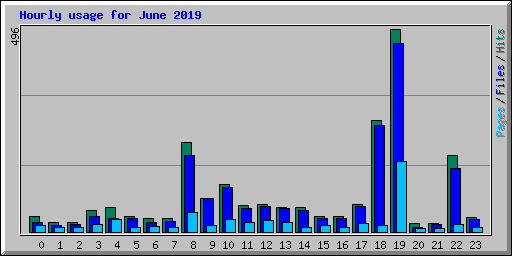 Hourly usage for June 2019
496
Pages / Files / Hits
0 1 2 3 4 5 6 7 8 9 10 11 12 13 14 15 16 17 18 19 20 21 22 23